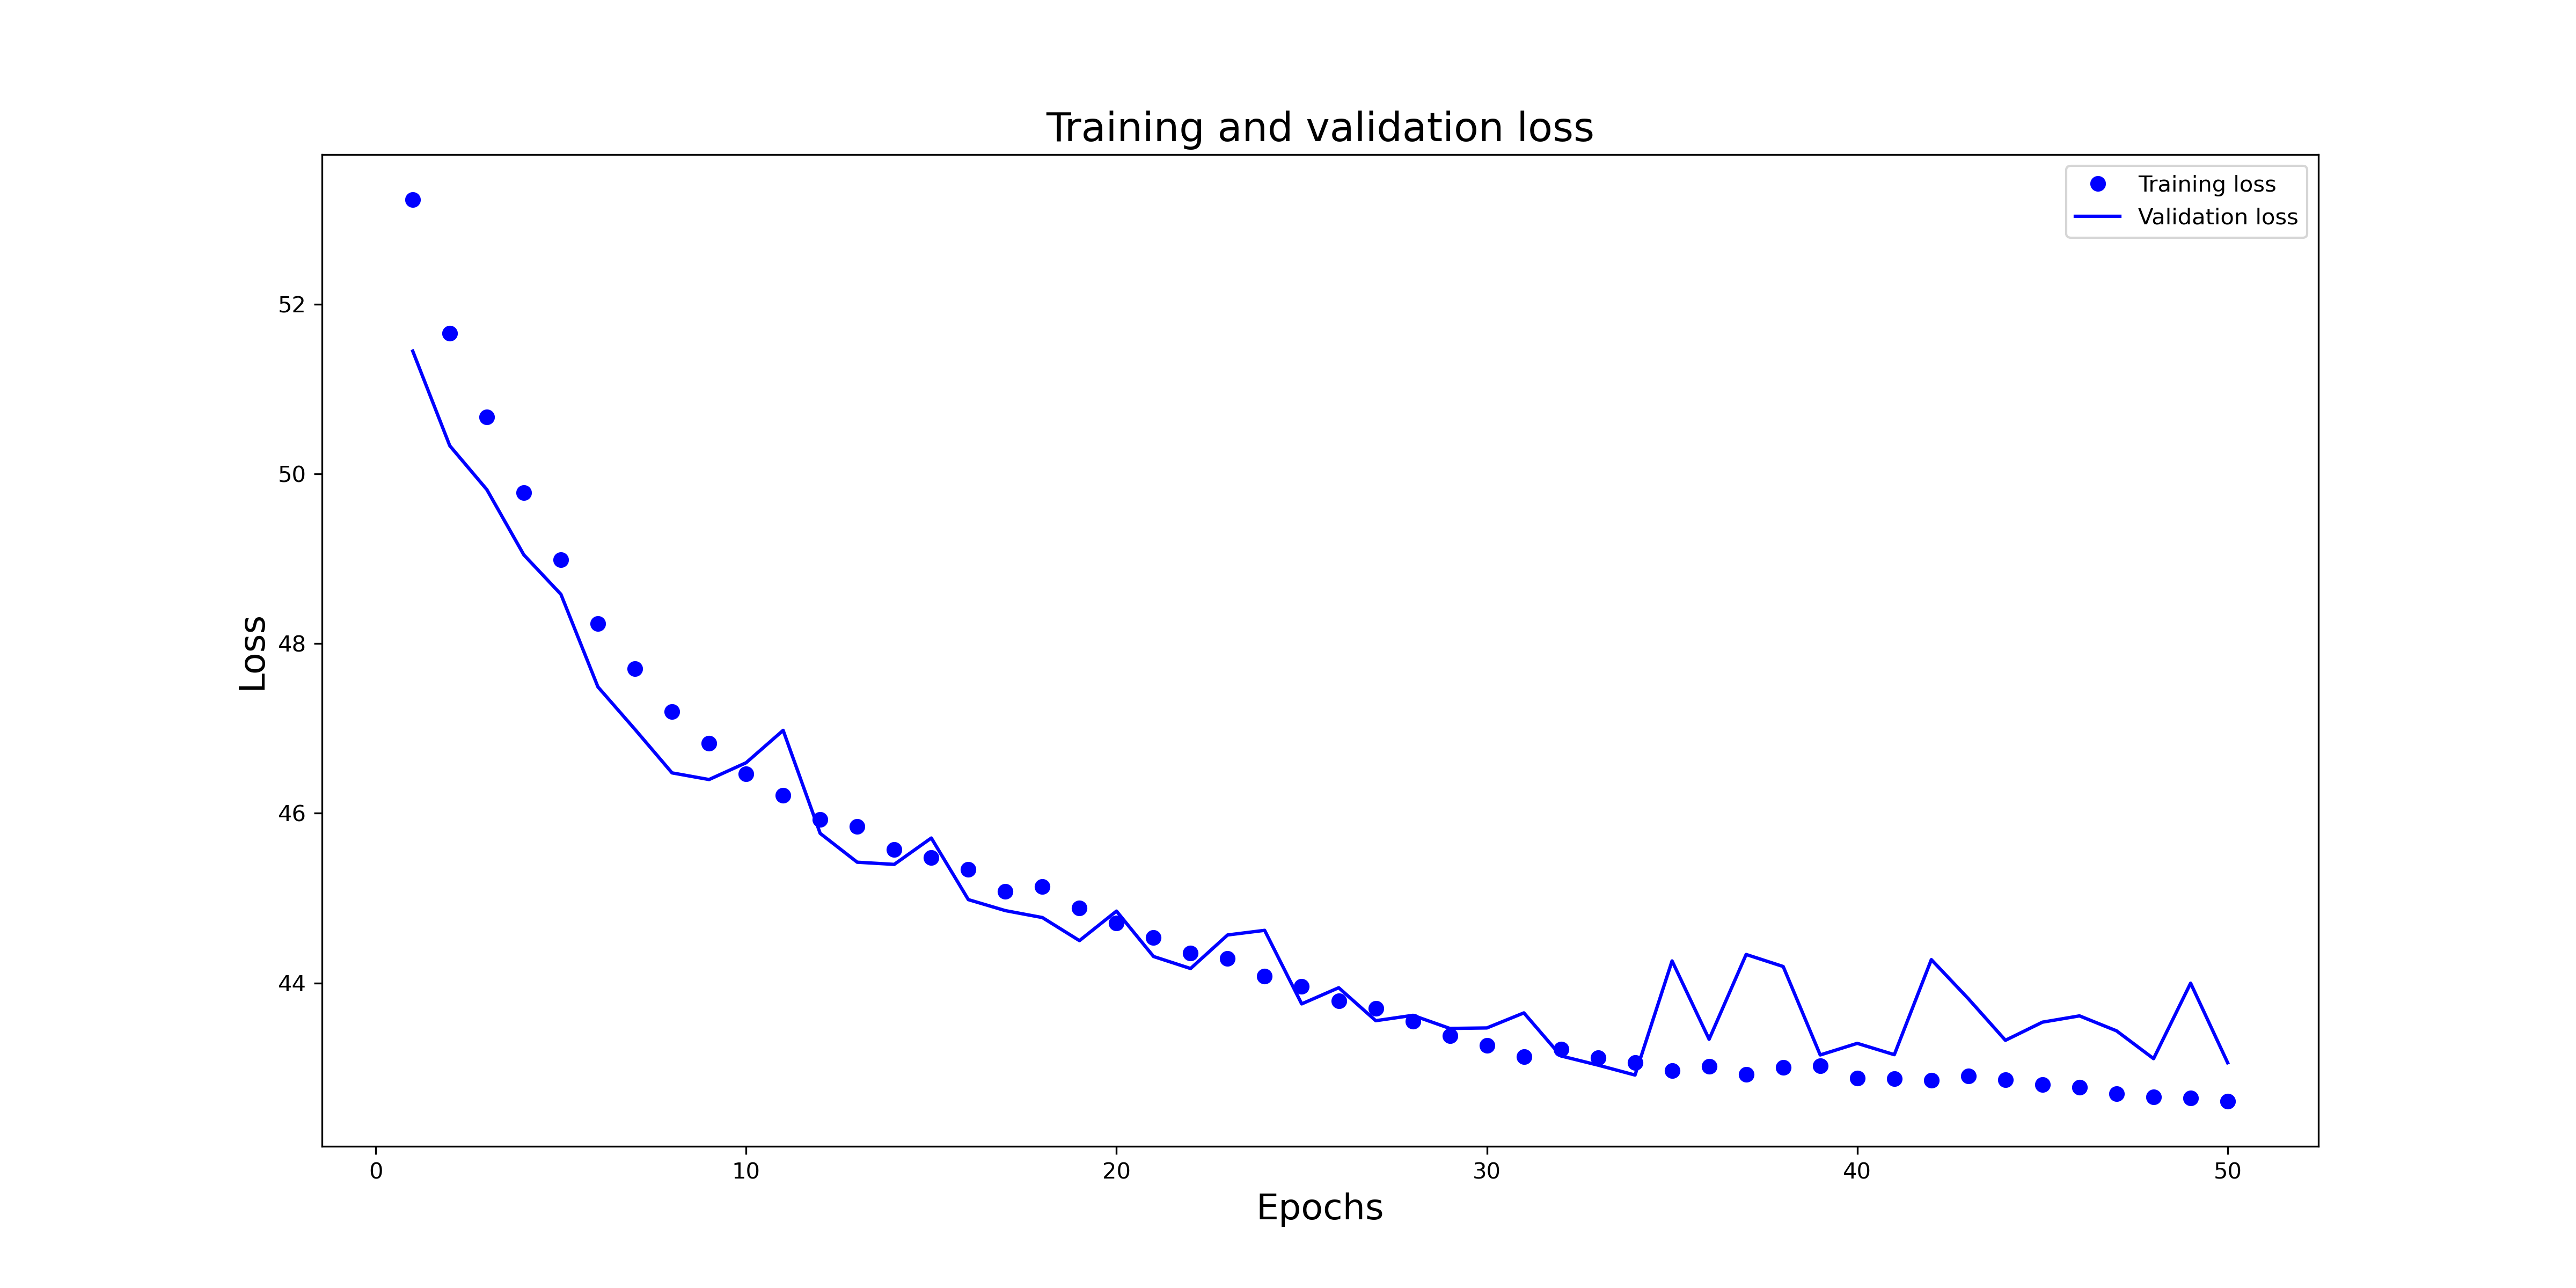 Training and validation loss
Training loss
Validation loss
52
50
48
46
44
Loss
0 10 20 30 40 50
Epochs